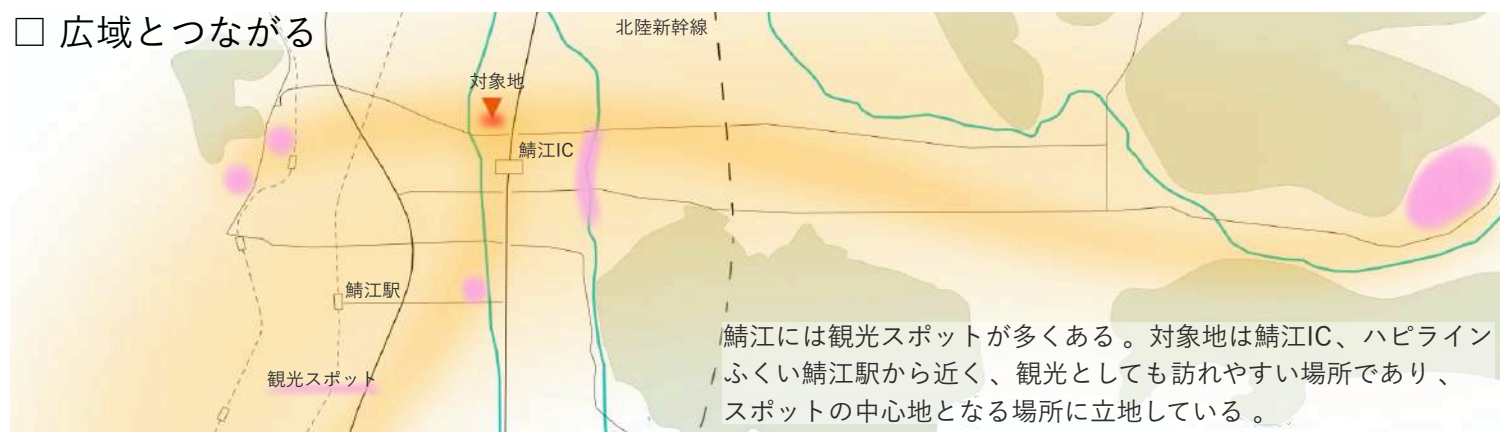 □ 広域とつながる
北陸新幹線
対象地
鯖江IC
鯖江駅
観光スポット
鯖江には観光スポットが多くある。対象地は鯖江IC、ハピライン
ふくい鯖江駅から近く、観光としても訪れやすい場所であり、
スポットの中心地となる場所に立地している。